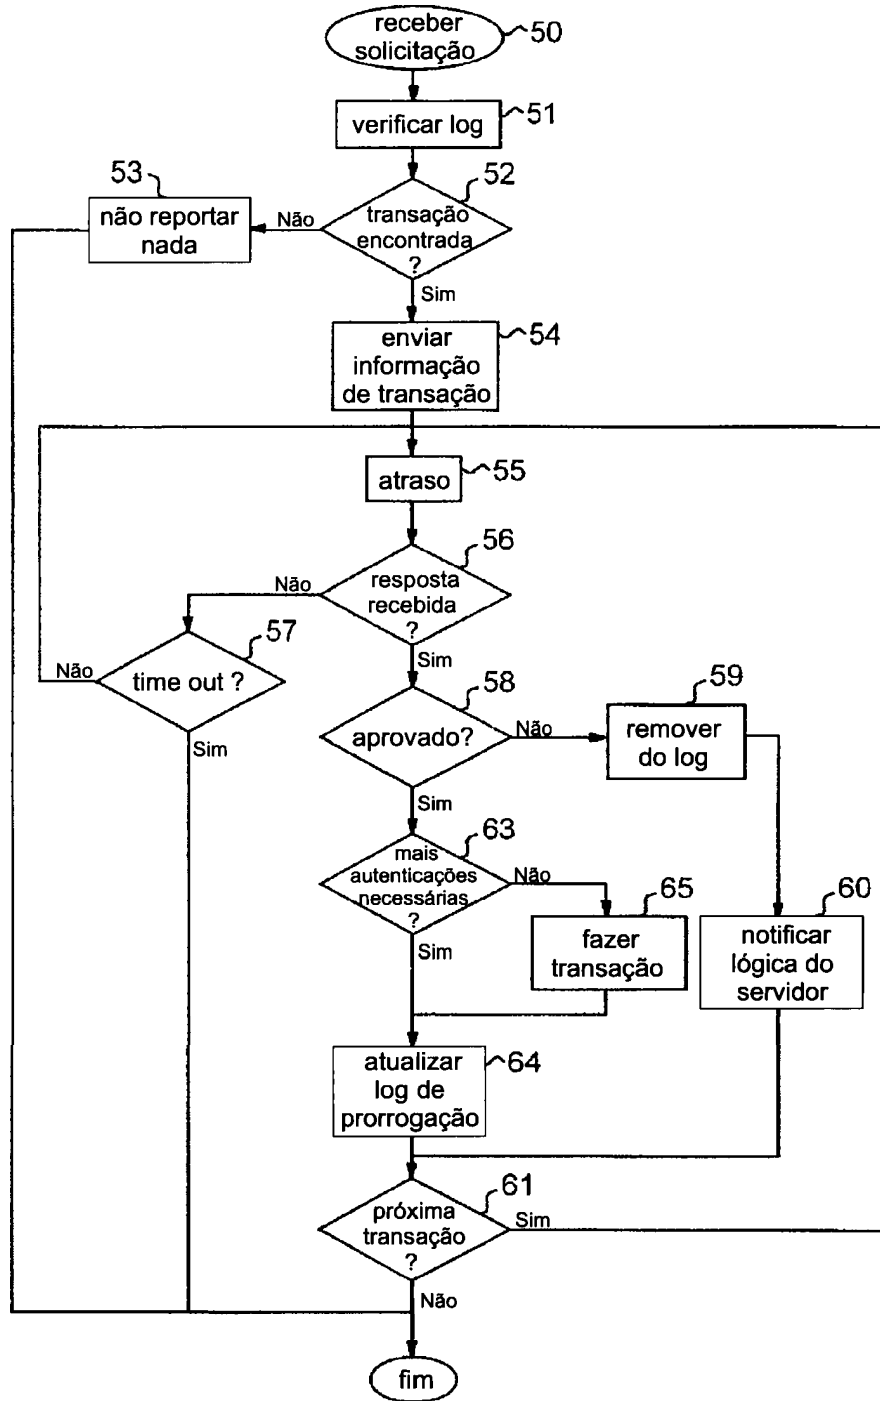 receber
solicitação
50
verificar log
51
53
52
não reportar
nada
Não
transação
encontrada
?
Sim
enviar
informação
de transação
54
atraso
55
56
Não
resposta
recebida
?
57
Sim
Não
time out ?
58
59
Sim
aprovado?
Não
remover
do log
Sim
63
mais
autenticações
necessárias
?
Não
65
60
Sim
fazer
transação
notificar
lógica do
servidor
atualizar
log de
prorrogação
64
61
próxima
transação
?
Sim
Não
fim